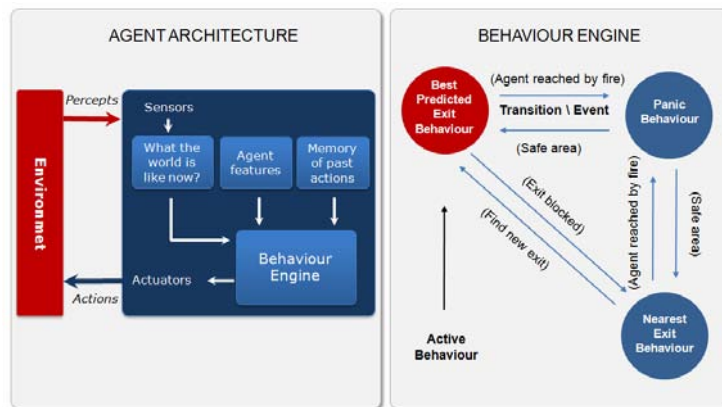 AGENT ARCHITECTURE
Percepts
Sensors
What the
world is
like now?
Agent
features
Memory
of past
actions
Environmet
Behaviour
Engine
Actuators
Actions
BEHAVIOUR ENGINE
Best
Predicted
Exit
Behaviour
(Agent reached by fire)
Transition \ Event
(Safe area)
Panic
Behaviour
(Exit blocked)
(Find new exit)
(Agent reached by fire)
(Safe area)
Active
Behaviour
Nearest
Exit
Behaviour